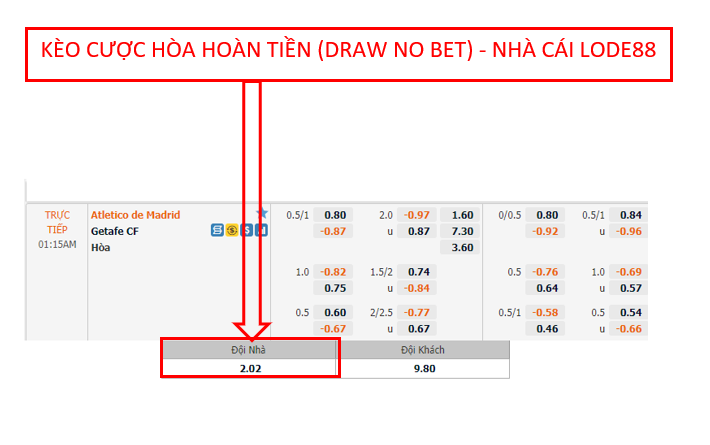 KÈO CƯỢC HÒA HOÀN TIỀN (DRAW NO BET) - NHÀ CÁI LODE88
TRỰC TIẾP 01:15AM
Atletico de Madrid 0.5/1 0.80 2.0 -0.97 1.60 0/0.5 0.80 0.5/1 0.84
Getafe CF -0.87 u 0.87 7.30 -0.92 u -0.96
Hòa 3.60
1.0 -0.82 1.5/2 0.74 0.5 -0.76 1.0 -0.69
0.75 u -0.84 0.64 u 0.57
0.5 0.60 2/2.5 -0.77 0.5/1 -0.58 0.5 0.54
-0.67 u 0.67 0.46 u -0.66
Đội Nhà Đội Khách
2.02 9.80